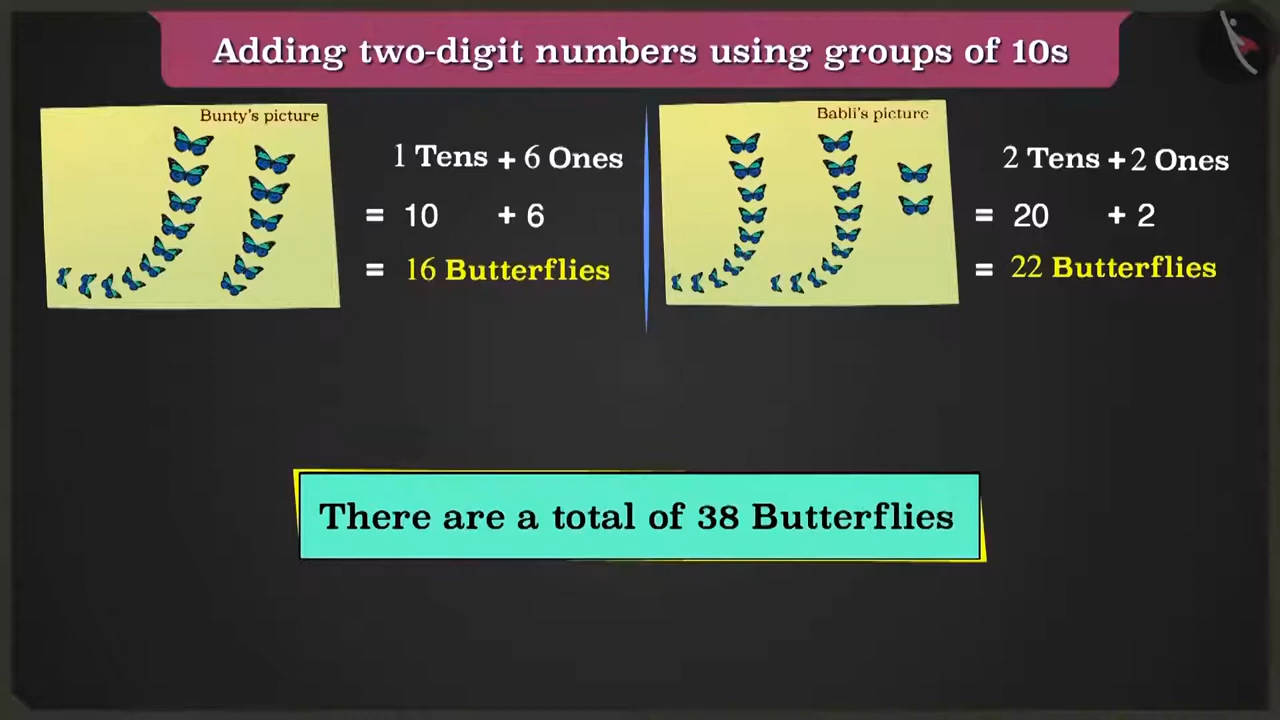 Adding two-digit numbers using groups of 10s
Bunty's picture
1 Tens + 6 Ones
= 10 + 6
= 16 Butterflies
Babli's picture
2 Tens + 2 Ones
= 20 + 2
= 22 Butterflies
There are a total of 38 Butterflies